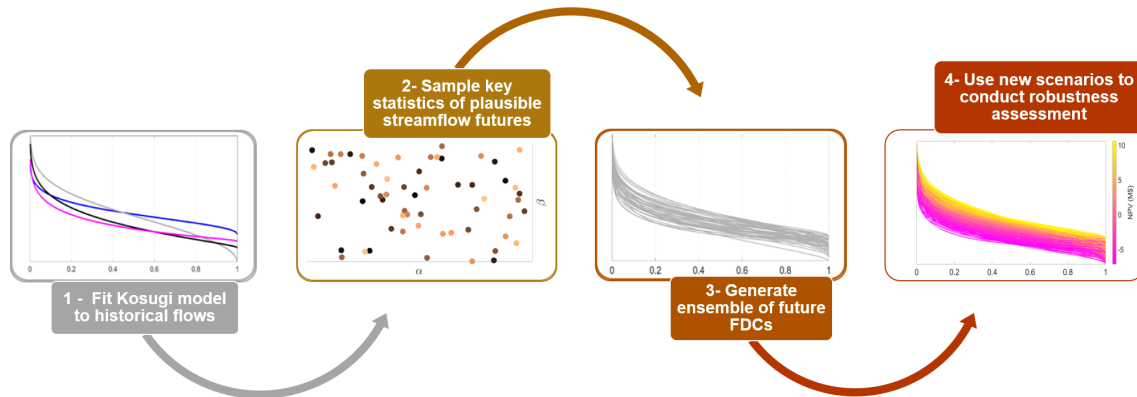 1 -  Fit Kosugi model
to historical flows
0
0.2
0.4
0.6
0.8
1
2- Sample key
statistics of plausible
streamflow futures
β
α
0
0.2
0.4
0.6
0.8
1
3- Generate
ensemble of future
FDCs
4- Use new scenarios to
conduct robustness
assessment
10
5
0
-5
NPV (M$)
0
0.2
0.4
0.6
0.8
1